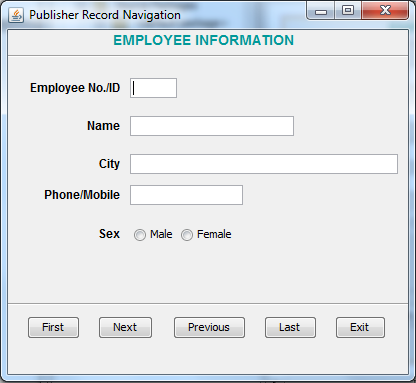 Publisher Record Navigation
EMPLOYEE INFORMATION
Employee No./ID
Name
City
Phone/Mobile
Sex Male Female
First Next Previous Last Exit